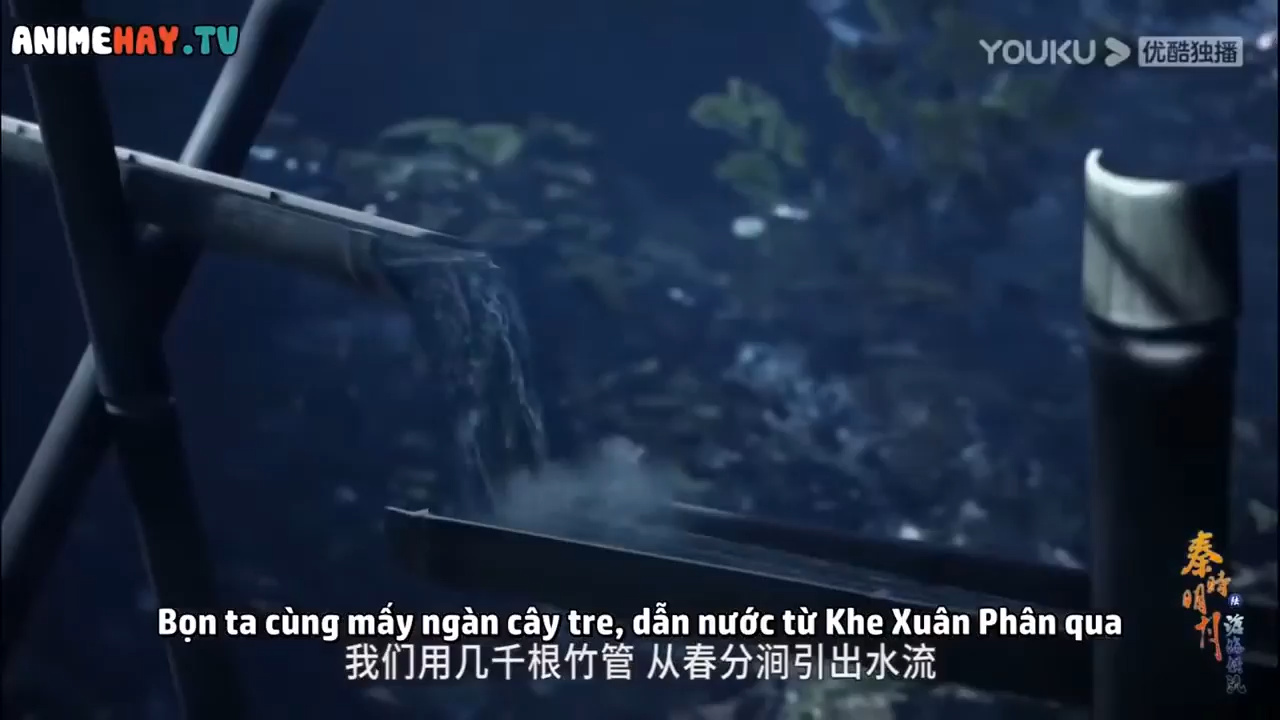 ANIMEHAY.TV
YOUKU 优酷独播
Bọn ta cùng mấy ngàn cây tre, dẫn nước từ Khe Xuân Phân qua
我们用几千根竹管 从春分涧引出水流
秦時明月